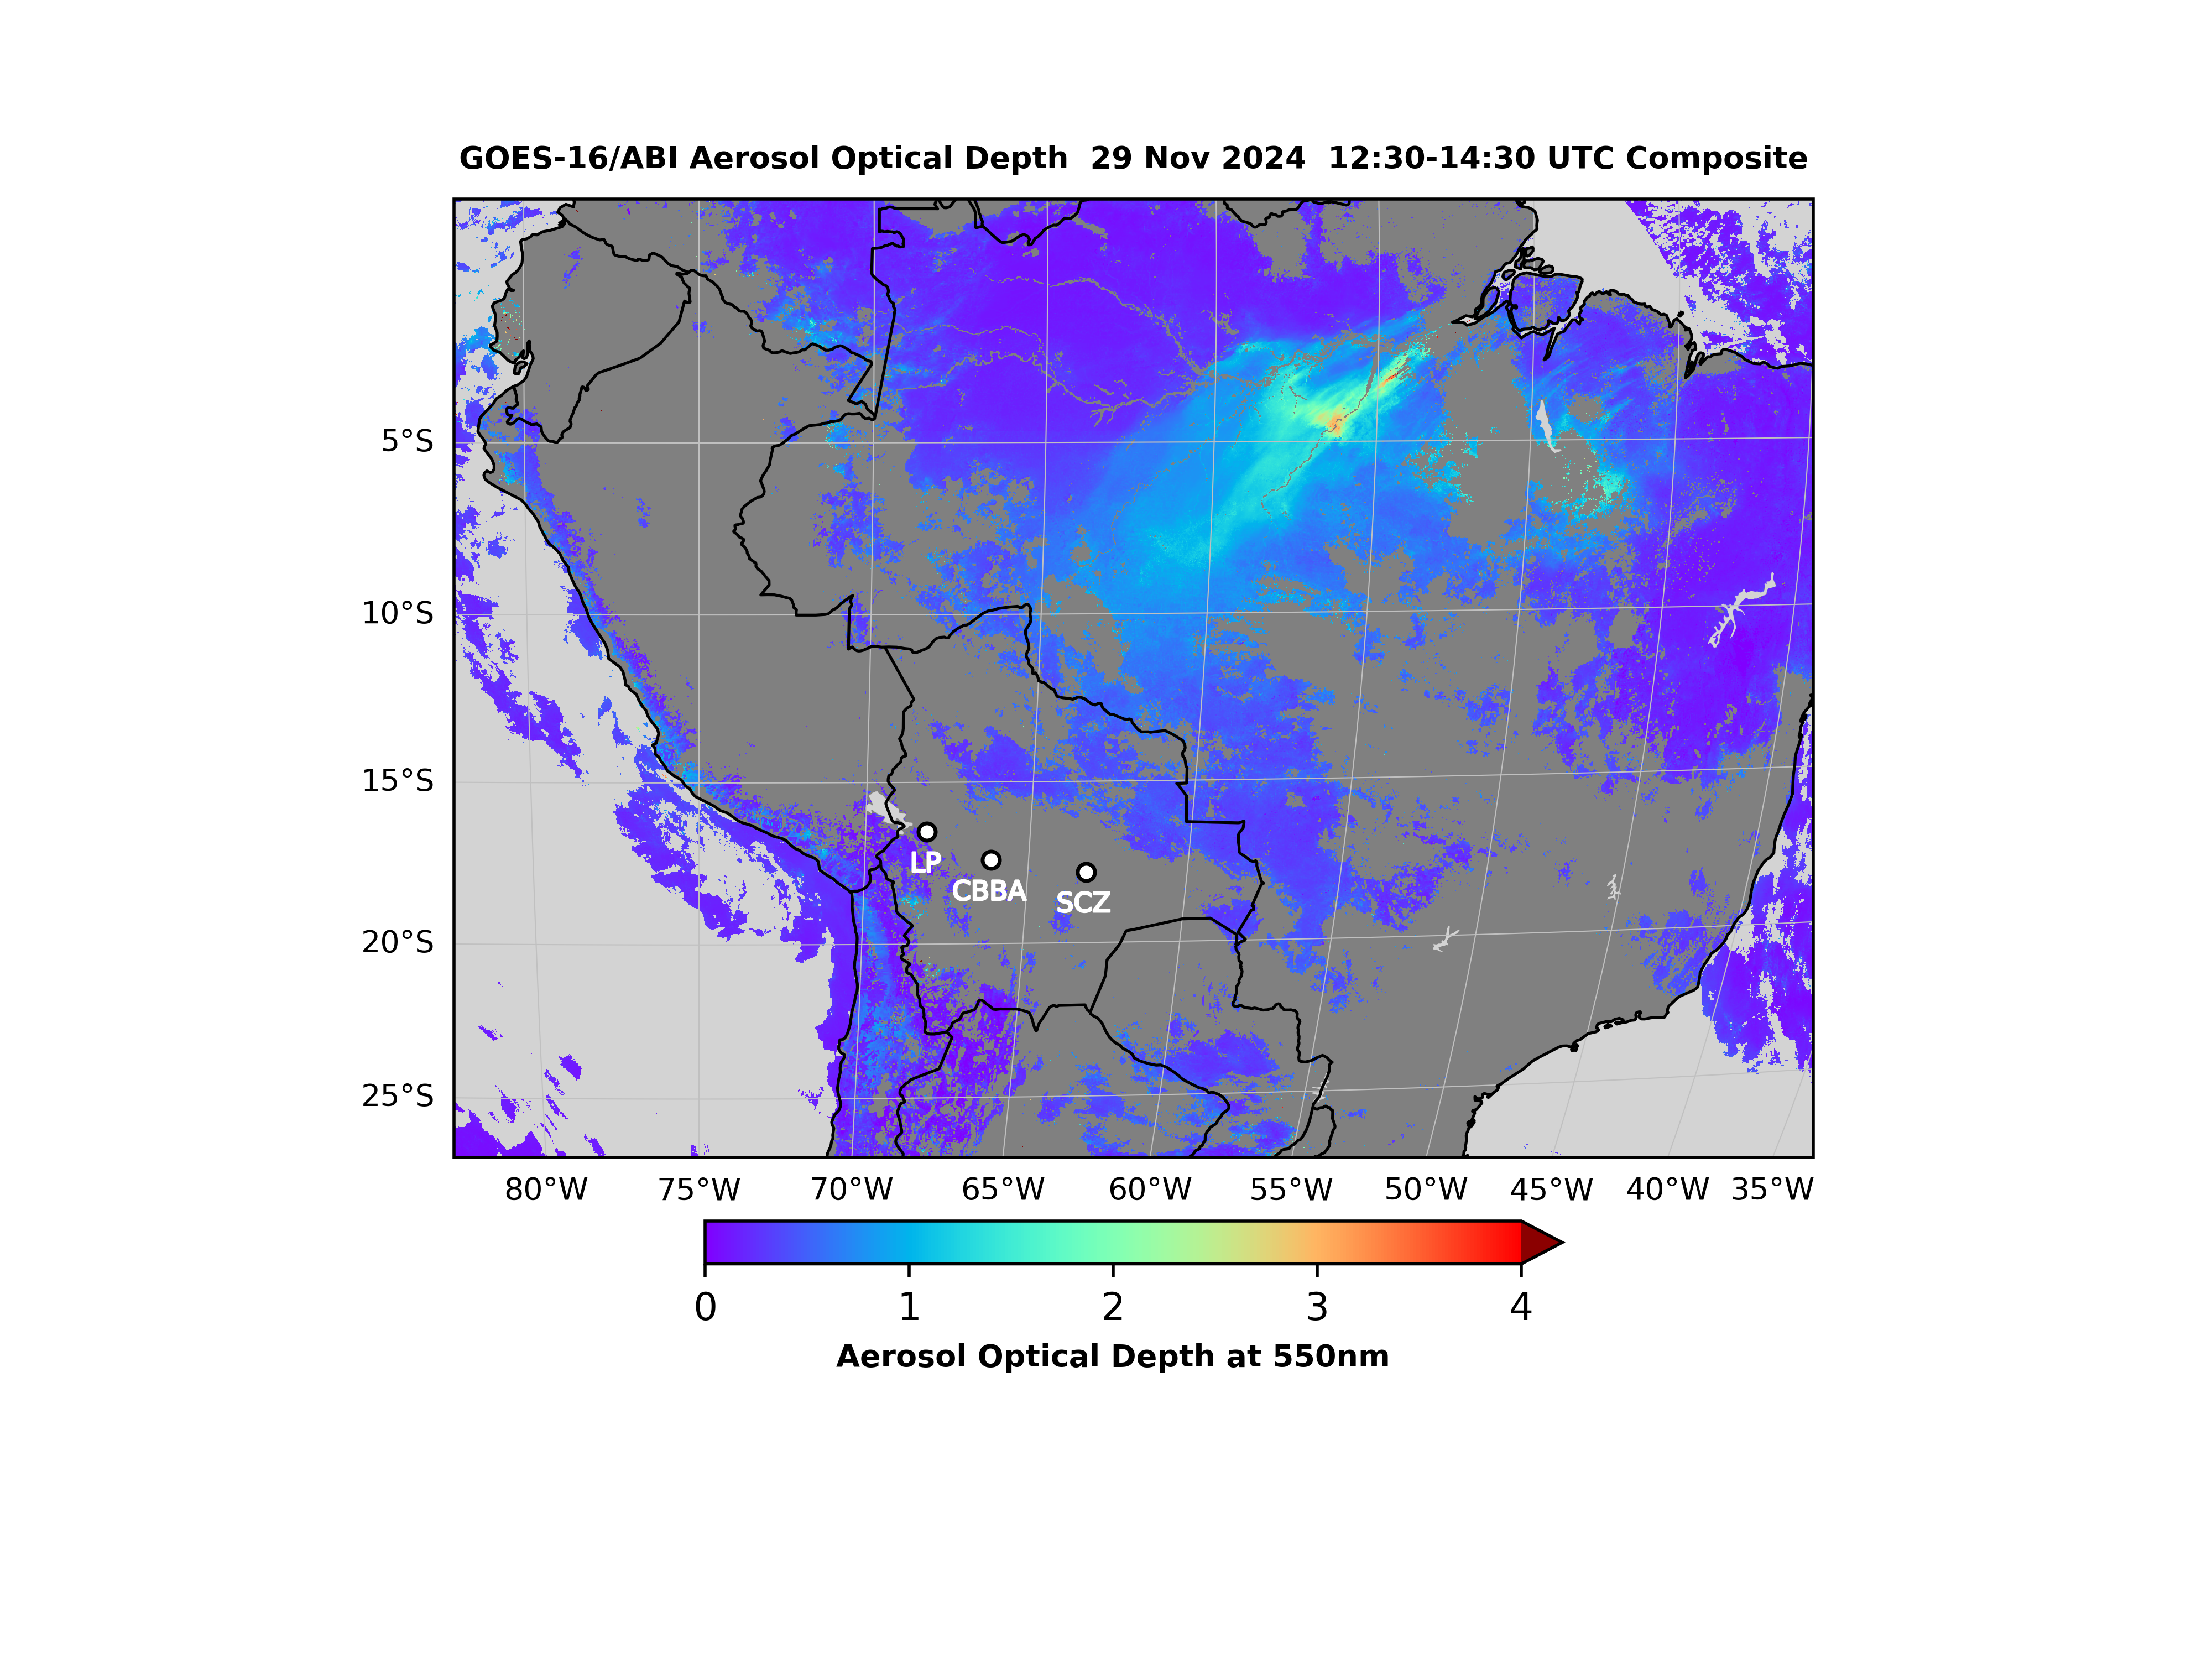 GOES-16/ABI Aerosol Optical Depth  29 Nov 2024  12:30-14:30 UTC Composite
5°S
10°S
15°S
LP
CBBA
SCZ
20°S
25°S
80°W 75°W 70°W 65°W 60°W 55°W 50°W 45°W 40°W 35°W
0 1 2 3 4
Aerosol Optical Depth at 550nm